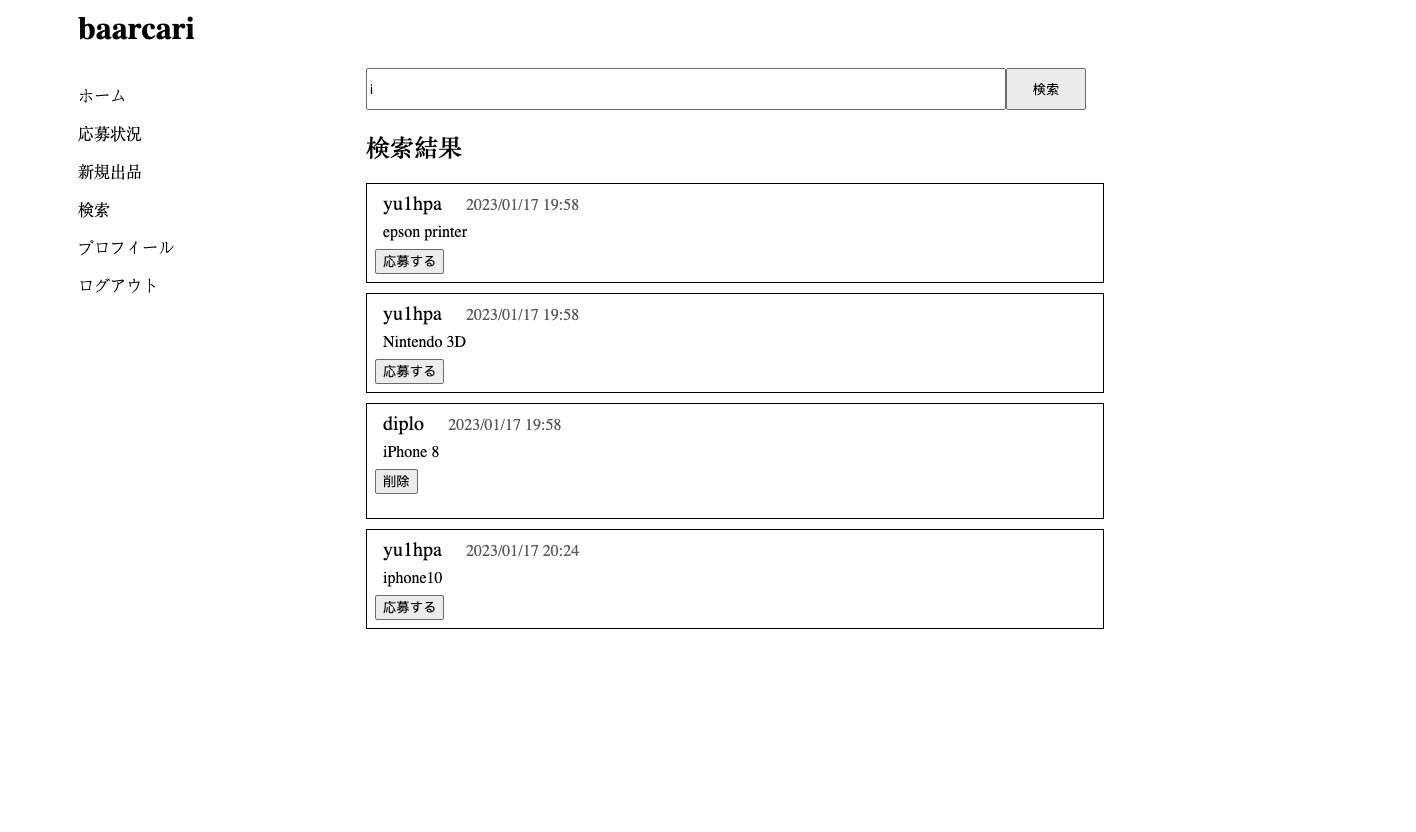 baarcari
ホーム
応募状況
新規出品
検索
プロフィール
ログアウト
i
検索
検索結果
yu1hpa 2023/01/17 19:58
epson printer
応募する
yu1hpa 2023/01/17 19:58
Nintendo 3D
応募する
diplo 2023/01/17 19:58
iPhone 8
削除
yu1hpa 2023/01/17 20:24
iphone10
応募する